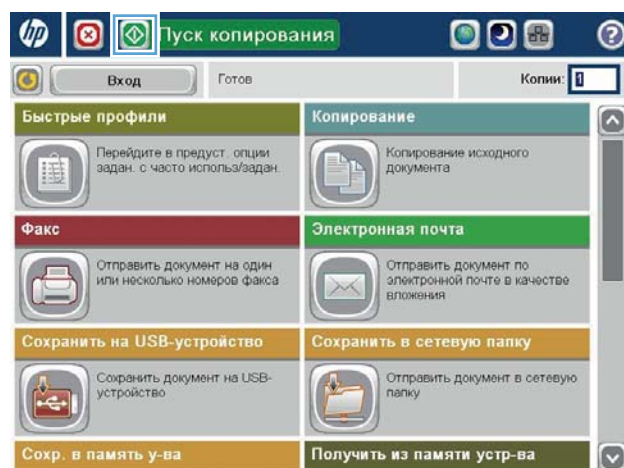 hp
Пуск копирования
?
Вход
Готов
Копии: 1
Быстрые профили
Копирование
Перейдите в предуст. опции
задан. с часто использ/задан.
Копирование исходного
документа
Факс
Электронная почта
Отправить документ на один
или несколько номеров факса
Отправить документ по
электронной почте в качестве
вложения
Сохранить на USB-устройство
Сохранить в сетевую папку
Сохранить документ на USB-
устройство
Отправить документ в сетевую
папку
Сохр. в память у-ва
Получить из памяти устр-ва